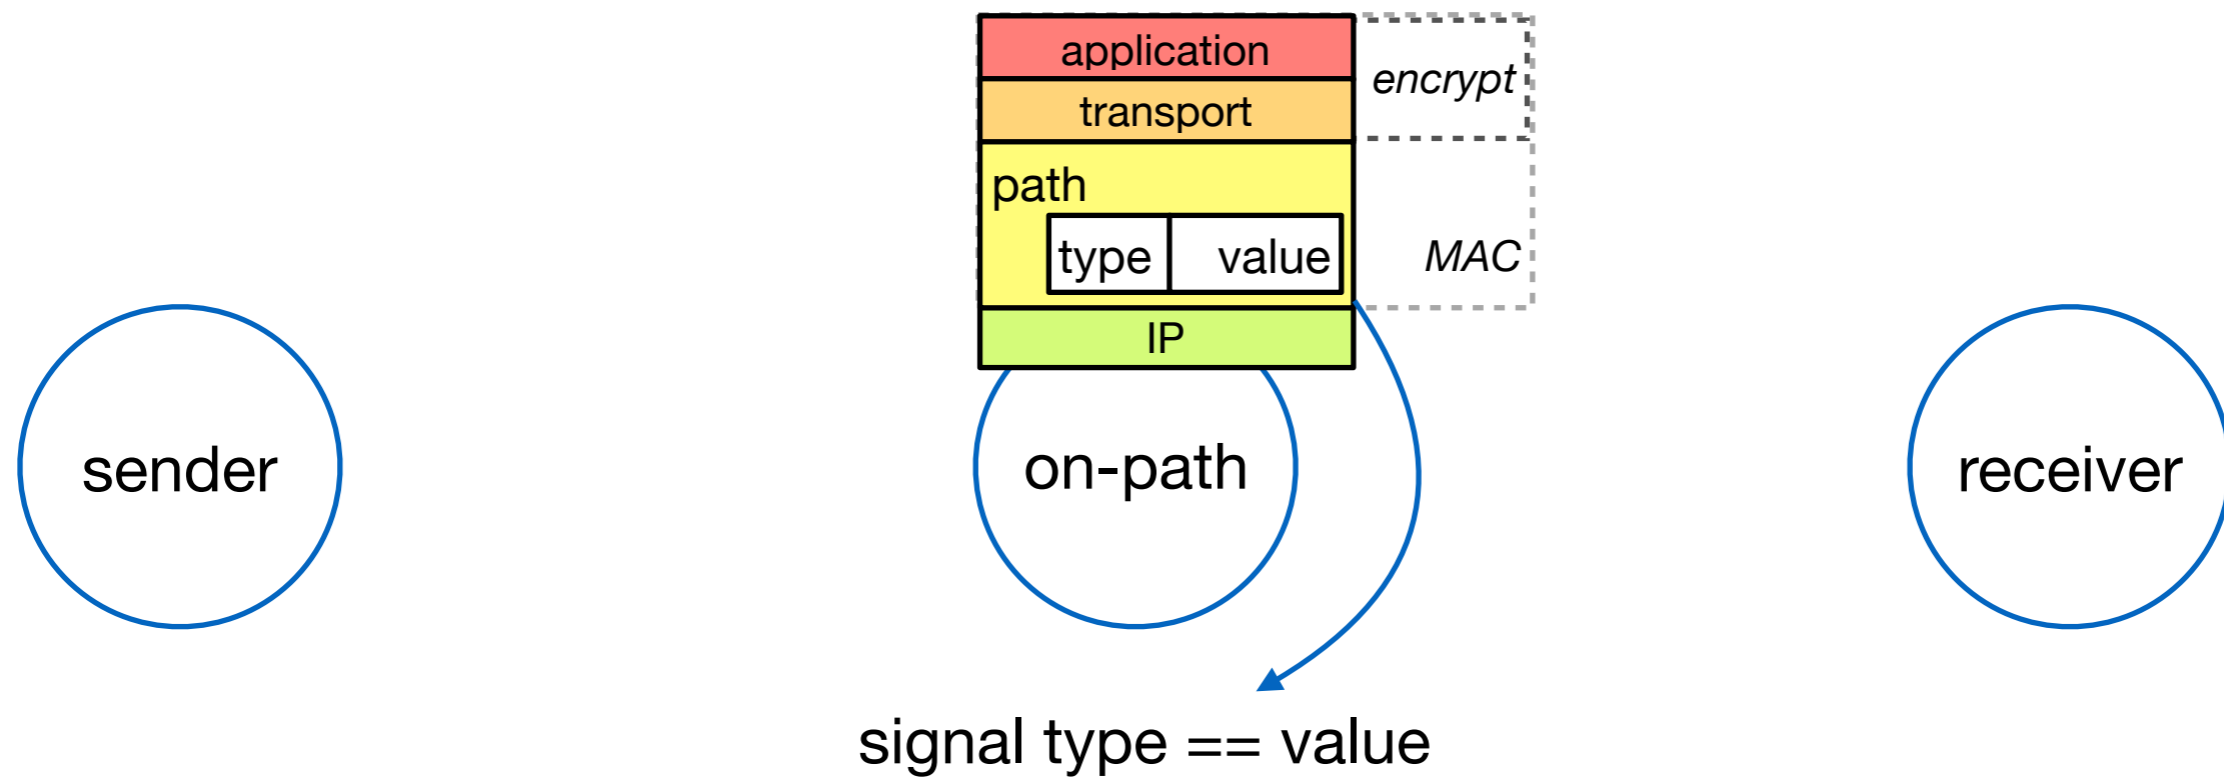 application
encrypt
transport
path
type value
MAC
IP
sender
on-path
receiver
signal type == value